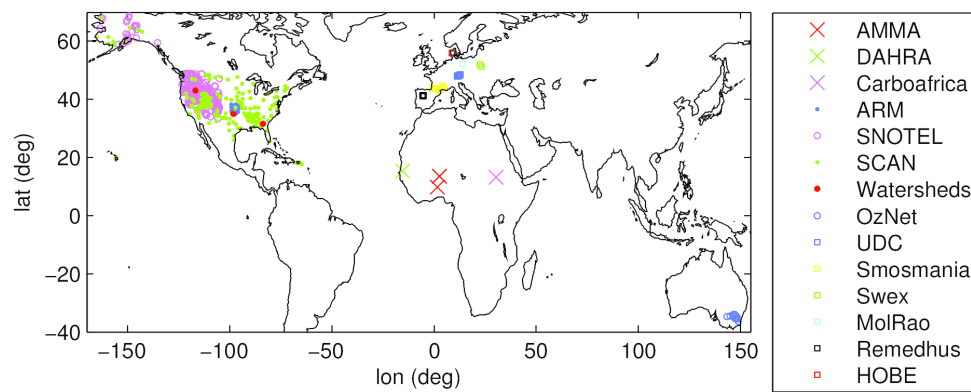 60
40
20
0
−20
−40
lat (deg)
−150
−100
−50
0
50
100
150
lon (deg)
AMMA
DAHRA
Carboafrica
ARM
SNOTEL
SCAN
Watersheds
OzNet
UDC
Smosmania
Swex
MolRao
Remedhus
HOBE